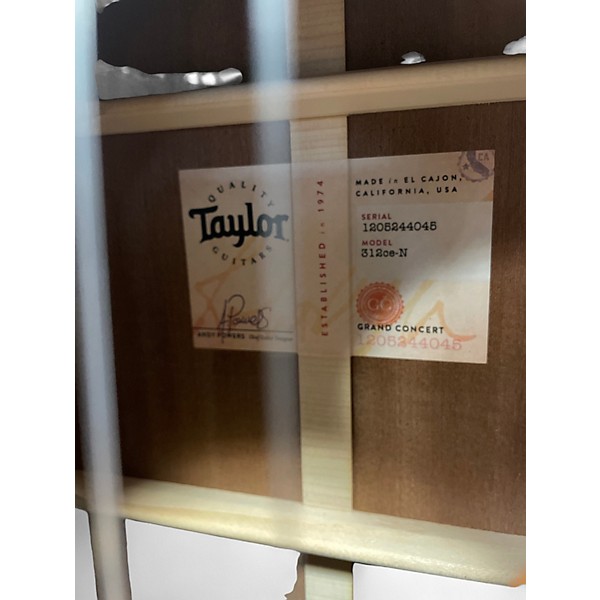 QUALITY
Taylor
GUITARS
ANDY POWERS
ESTABLISHED in 1974
CA
MADE in EL CAJON,
CALIFORNIA, USA
SERIAL
1205244045
MODEL
312ce-N
GC
GRAND CONCERT
1205244045